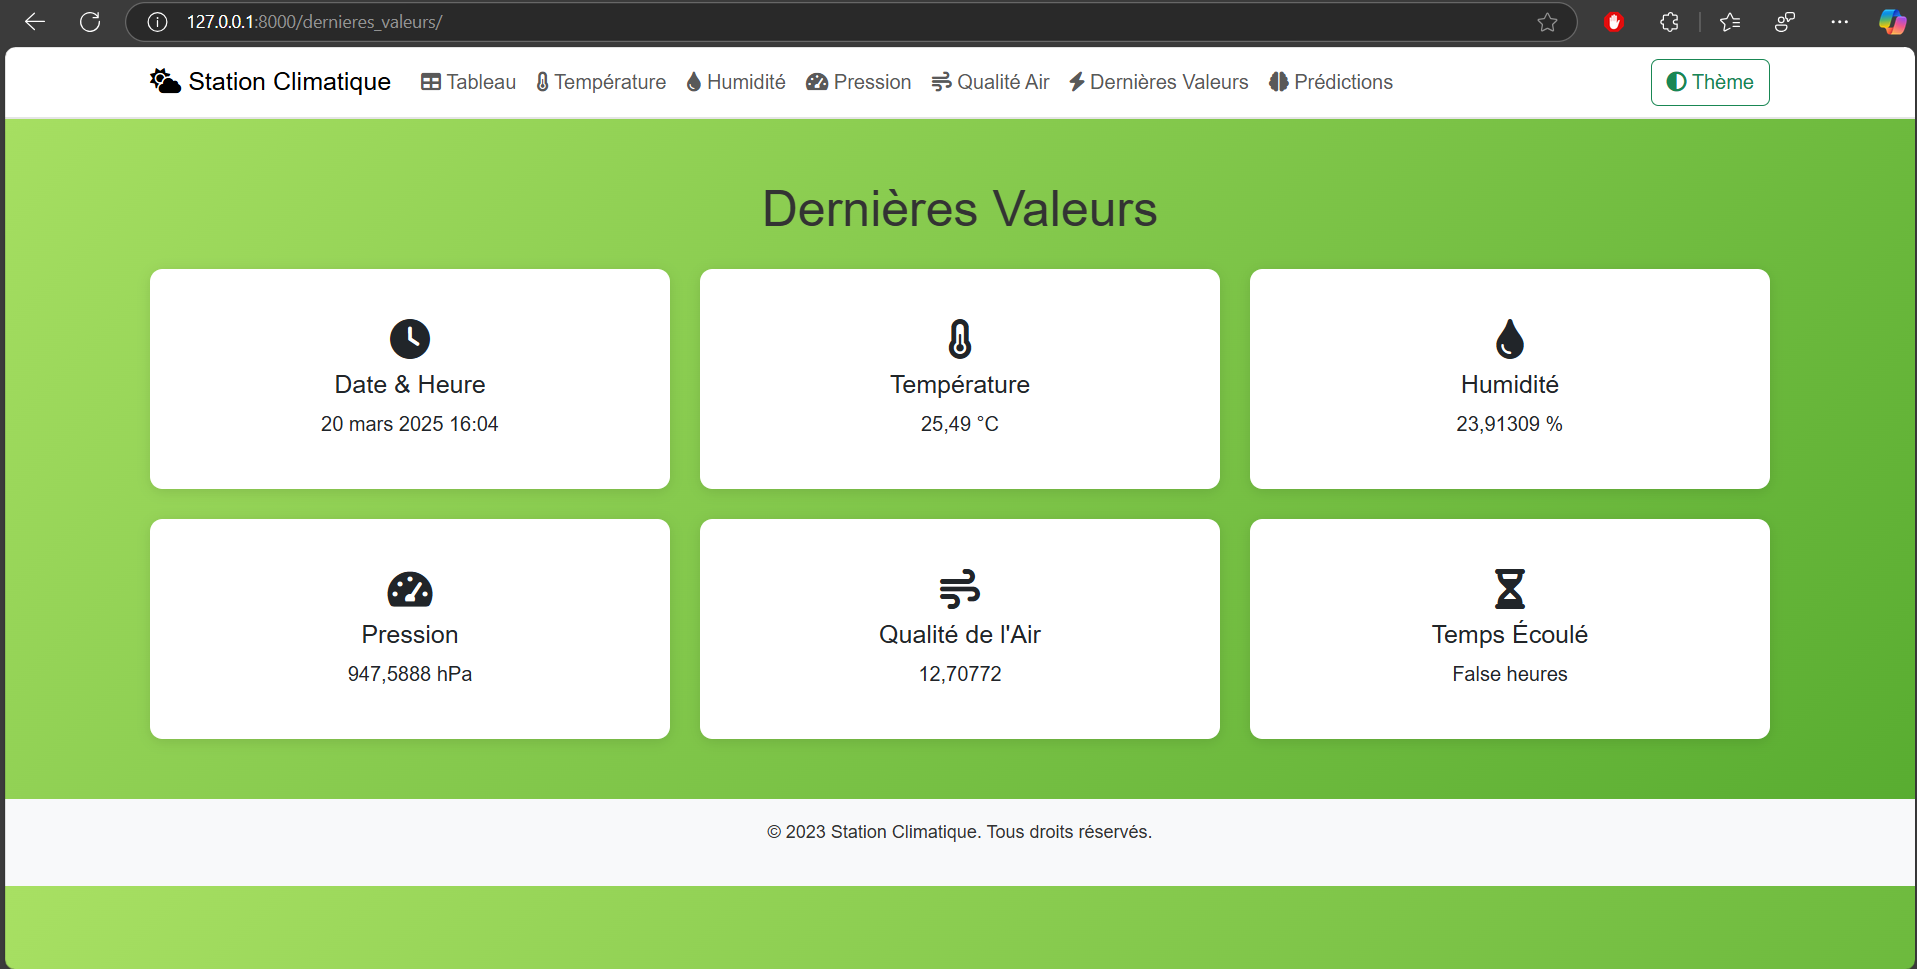 127.0.0.1:8000/dernieres_valeurs/
Station Climatique Tableau Température Humidité Pression Qualité Air Dernières Valeurs Prédictions Thème
Dernières Valeurs
Date & Heure
20 mars 2025 16:04
Température
25,49 °C
Humidité
23,91309 %
Pression
947,5888 hPa
Qualité de l'Air
12,70772
Temps Écoulé
False heures
© 2023 Station Climatique. Tous droits réservés.